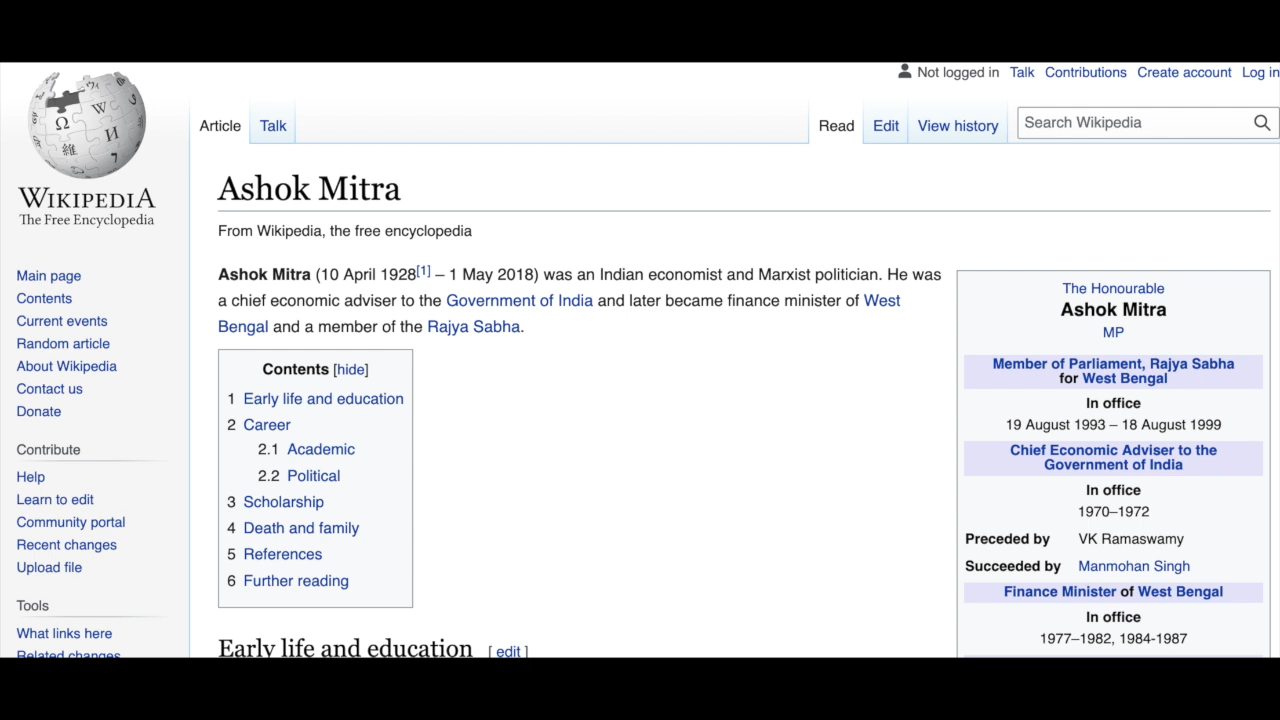 Not logged in Talk Contributions Create account Log in
Article Talk Read Edit View history Search Wikipedia
WIKIPEDIA
The Free Encyclopedia
Main page
Contents
Current events
Random article
About Wikipedia
Contact us
Donate
Contribute
Help
Learn to edit
Community portal
Recent changes
Upload file
Tools
What links here
Related changes
Ashok Mitra
From Wikipedia, the free encyclopedia
Ashok Mitra (10 April 1928[1] – 1 May 2018) was an Indian economist and Marxist politician. He was
a chief economic adviser to the Government of India and later became finance minister of West
Bengal and a member of the Rajya Sabha.
Contents [hide]
1 Early life and education
2 Career
2.1 Academic
2.2 Political
3 Scholarship
4 Death and family
5 References
6 Further reading
Early life and education [ edit ]
The Honourable
Ashok Mitra
MP
Member of Parliament, Rajya Sabha
for West Bengal
In office
19 August 1993 – 18 August 1999
Chief Economic Adviser to the
Government of India
In office
1970–1972
Preceded by VK Ramaswamy
Succeeded by Manmohan Singh
Finance Minister of West Bengal
In office
1977–1982, 1984-1987